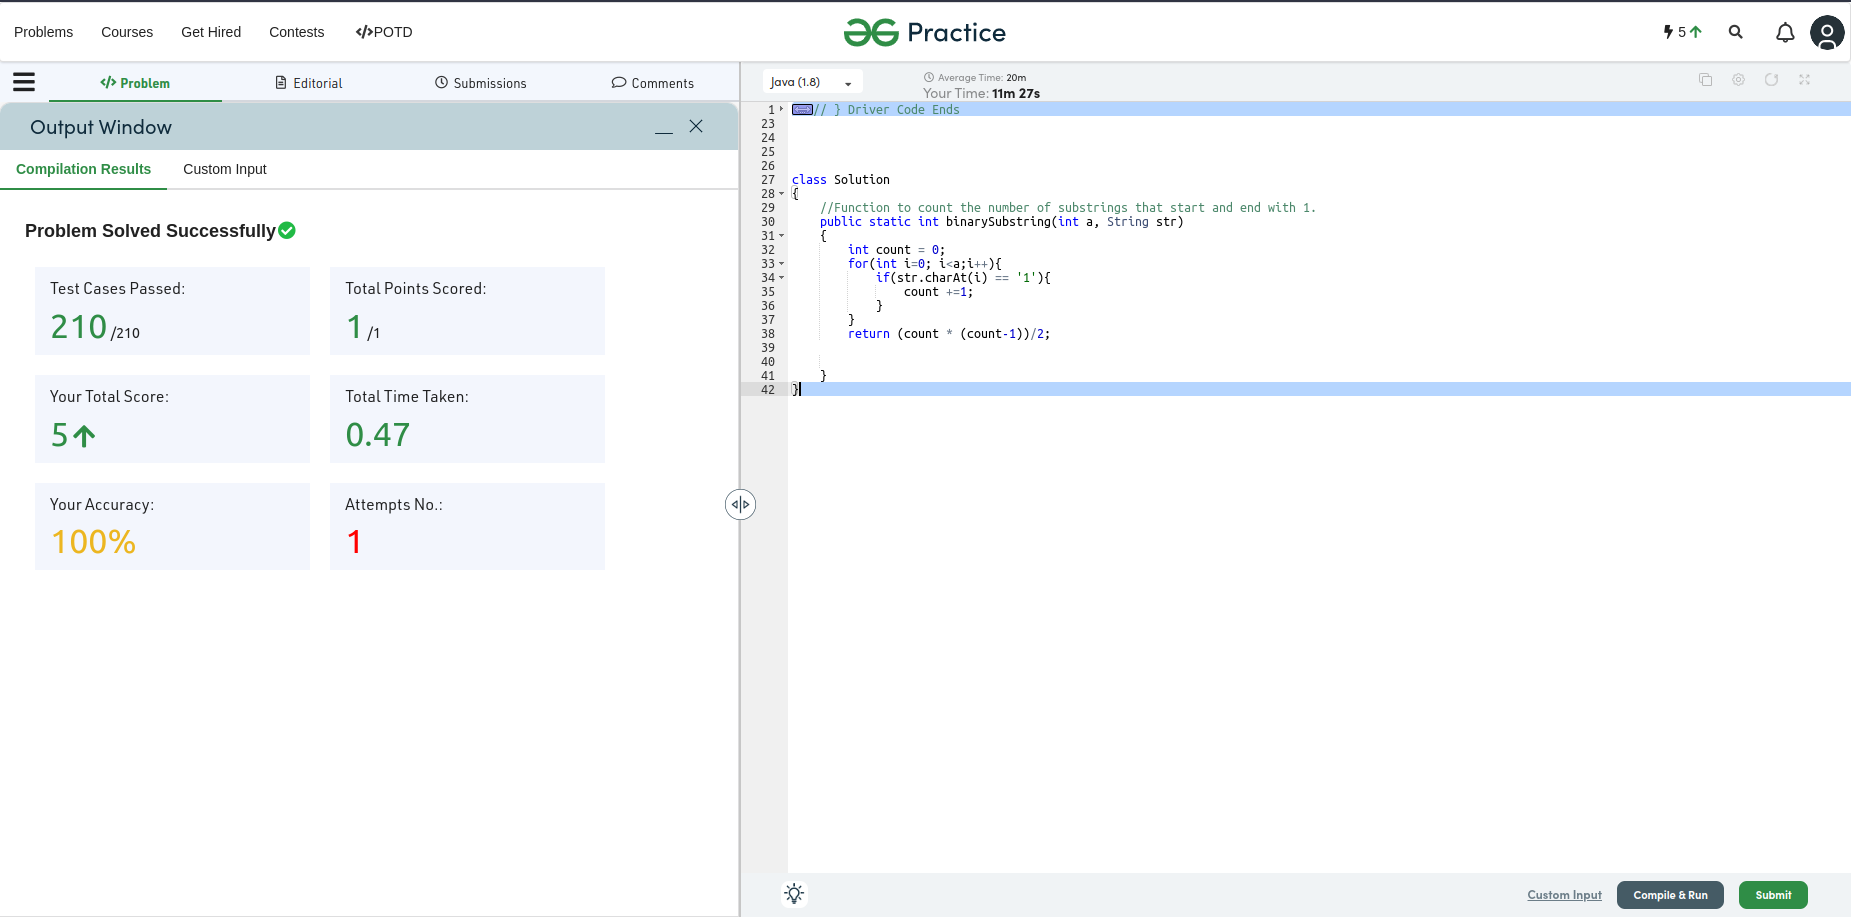 Problems Courses Get Hired Contests </>POTD
Practice
5
Problem Editorial Submissions Comments
Output Window
Compilation Results Custom Input
Problem Solved Successfully
Test Cases Passed:
210 /210
Total Points Scored:
1 /1
Your Total Score:
5
Total Time Taken:
0.47
Your Accuracy:
100%
Attempts No.:
1
Java (1.8)
Average Time: 20m
Your Time: 11m 27s
1 // } Driver Code Ends
23
24
25
26
27 class Solution
28 {
29 //Function to count the number of substrings that start and end with 1.
30 public static int binarySubstring(int a, String str)
31 {
32 int count = 0;
33 for(int i=0; i<a;i++){
34 if(str.charAt(i) == '1'){
35 count +=1;
36 }
37 }
38 return (count * (count-1))/2;
39
40
41 }
42 }
Custom Input Compile & Run Submit